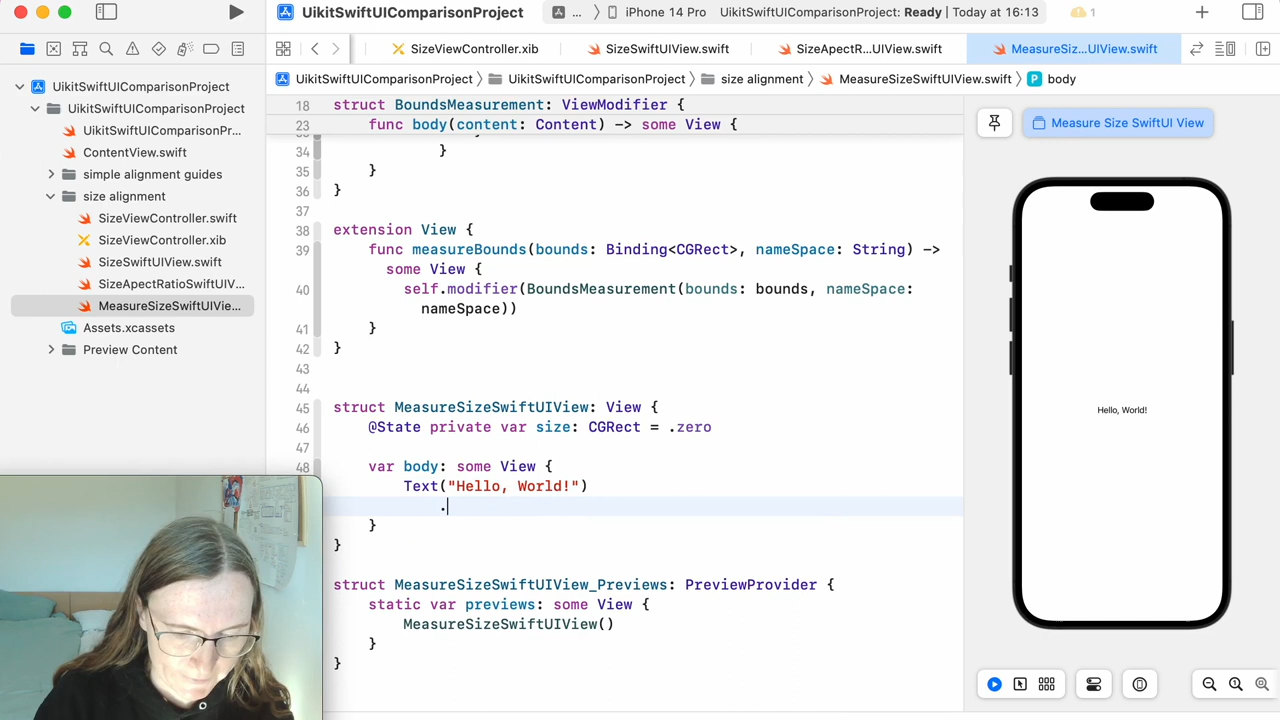 UikitSwiftUIComparisonProject
... 〉 iPhone 14 Pro UikitSwiftUIComparisonProject: Ready | Today at 16:13 1
SizeViewController.xib SizeSwiftUIView.swift SizeApectR...UIView.swift MeasureSiz...UIView.swift
UikitSwiftUIComparisonProject 〉 UikitSwiftUIComparisonProject 〉 size alignment 〉 MeasureSizeSwiftUIView.swift 〉 P body
UikitSwiftUIComparisonProject
UikitSwiftUIComparisonProject
UikitSwiftUIComparisonPr...
ContentView.swift
simple alignment guides
size alignment
SizeViewController.swift
SizeViewController.xib
SizeSwiftUIView.swift
SizeApectRatioSwiftUIV...
MeasureSizeSwiftUIVie...
Assets.xcassets
Preview Content
18 struct BoundsMeasurement: ViewModifier {
23 func body(content: Content) -> some View {
34 }
35 }
36 }
37
38 extension View {
39 func measureBounds(bounds: Binding<CGRect>, nameSpace: String) ->
some View {
40 self.modifier(BoundsMeasurement(bounds: bounds, nameSpace:
nameSpace))
41 }
42 }
43
44
45 struct MeasureSizeSwiftUIView: View {
46 @State private var size: CGRect = .zero
47
48 var body: some View {
Text("Hello, World!")
.
}
}
struct MeasureSizeSwiftUIView_Previews: PreviewProvider {
static var previews: some View {
MeasureSizeSwiftUIView()
}
}
Measure Size SwiftUI View
Hello, World!